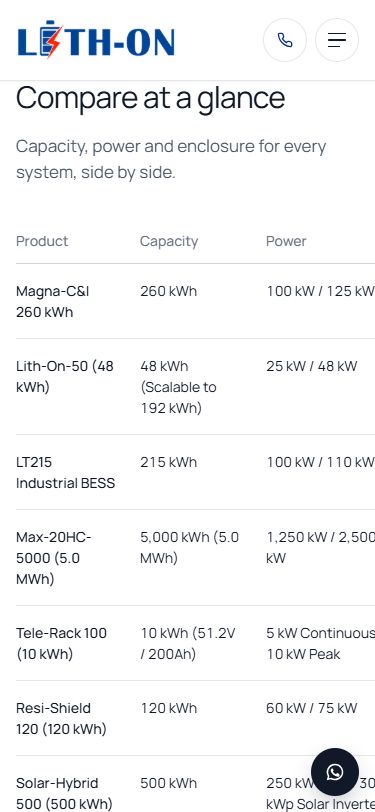 LITH-ON
Compare at a glance
Capacity, power and enclosure for every
system, side by side.
Product Capacity Power
Magna-C&I 260 kWh 100 kW / 125 kW
260 kWh
Lith-On-50 (48 48 kWh 25 kW / 48 kW
kWh) (Scalable to
192 kWh)
LT215 215 kWh 100 kW / 110 kW
Industrial BESS
Max-20HC- 5,000 kWh (5.0 1,250 kW / 2,500
5000 (5.0 MWh) kW
MWh)
Tele-Rack 100 10 kWh (51.2V 5 kW Continuous
(10 kWh) / 200Ah) 10 kW Peak
Resi-Shield 120 kWh 60 kW / 75 kW
120 (120 kWh)
Solar-Hybrid 500 kWh 250 kW 30
500 (500 kWh) kWp Solar Inverte